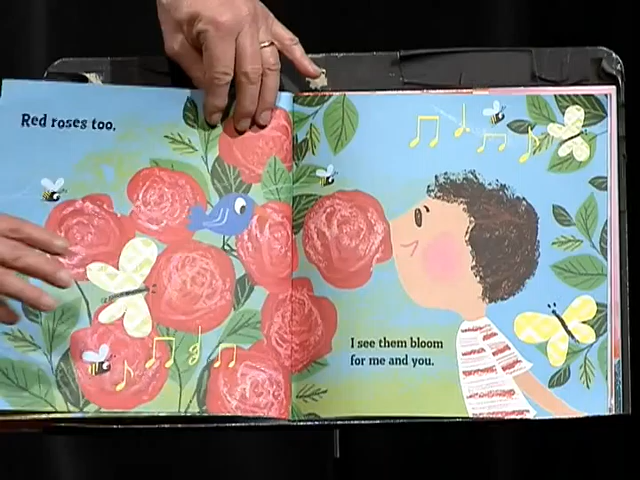 Red roses too,
I see them bloom
for me and you.